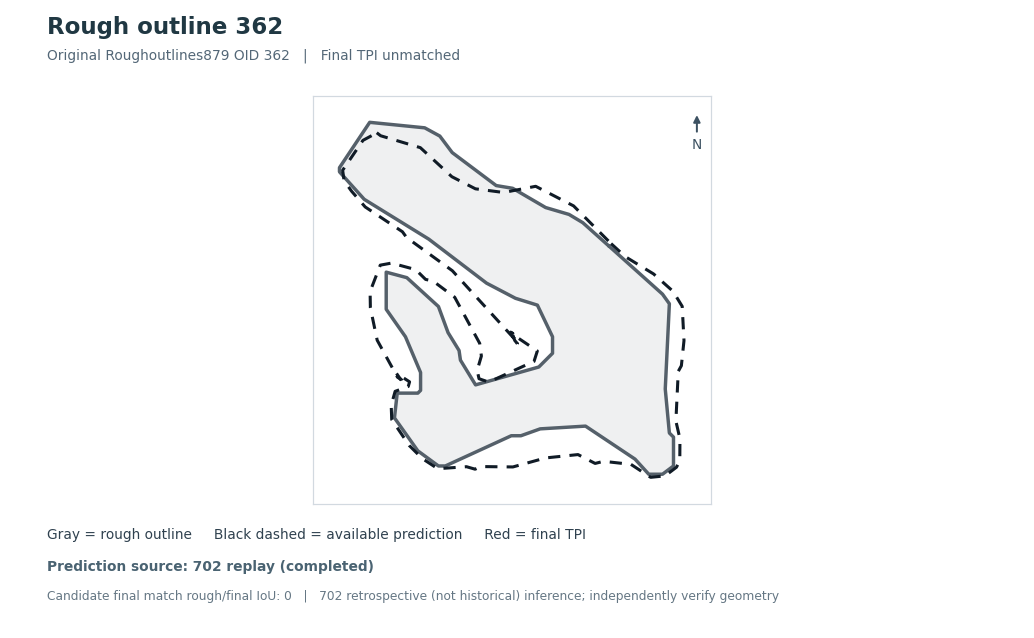 Rough outline 362
Original Roughoutlines879 OID 362   |   Final TPI unmatched
N
Gray = rough outline     Black dashed = available prediction     Red = final TPI
Prediction source: 702 replay (completed)
Candidate final match rough/final IoU: 0   |   702 retrospective (not historical) inference; independently verify geometry